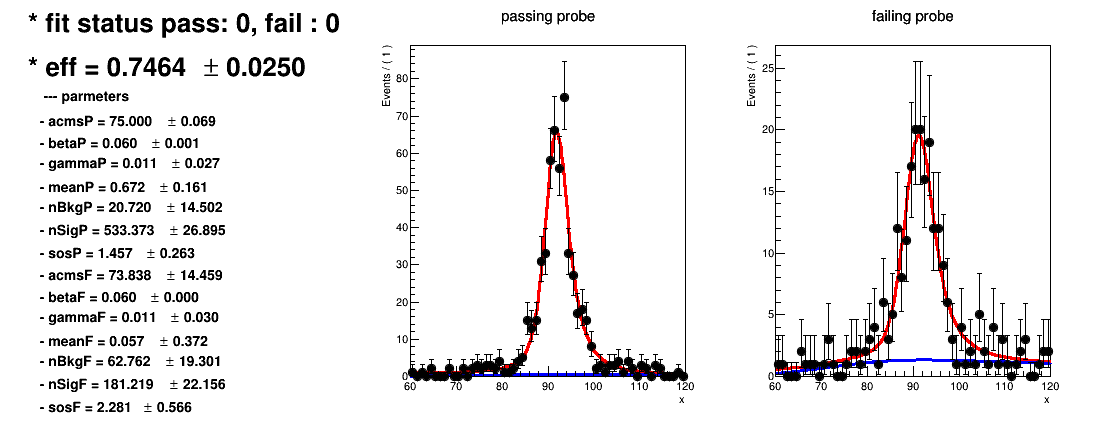 * fit status pass: 0, fail : 0
* eff = 0.7464 ± 0.0250
--- parmeters
- acmsP = 75.000 ± 0.069
- betaP = 0.060 ± 0.001
- gammaP = 0.011 ± 0.027
- meanP = 0.672 ± 0.161
- nBkgP = 20.720 ± 14.502
- nSigP = 533.373 ± 26.895
- sosP = 1.457 ± 0.263
- acmsF = 73.838 ± 14.459
- betaF = 0.060 ± 0.000
- gammaF = 0.011 ± 0.030
- meanF = 0.057 ± 0.372
- nBkgF = 62.762 ± 19.301
- nSigF = 181.219 ± 22.156
- sosF = 2.281 ± 0.566
passing probe
Events / ( 1 )
80
70
60
50
40
30
20
10
0
60 70 80 90 100 110 120
x
failing probe
Events / ( 1 )
25
20
15
10
5
0
60 70 80 90 100 110 120
x